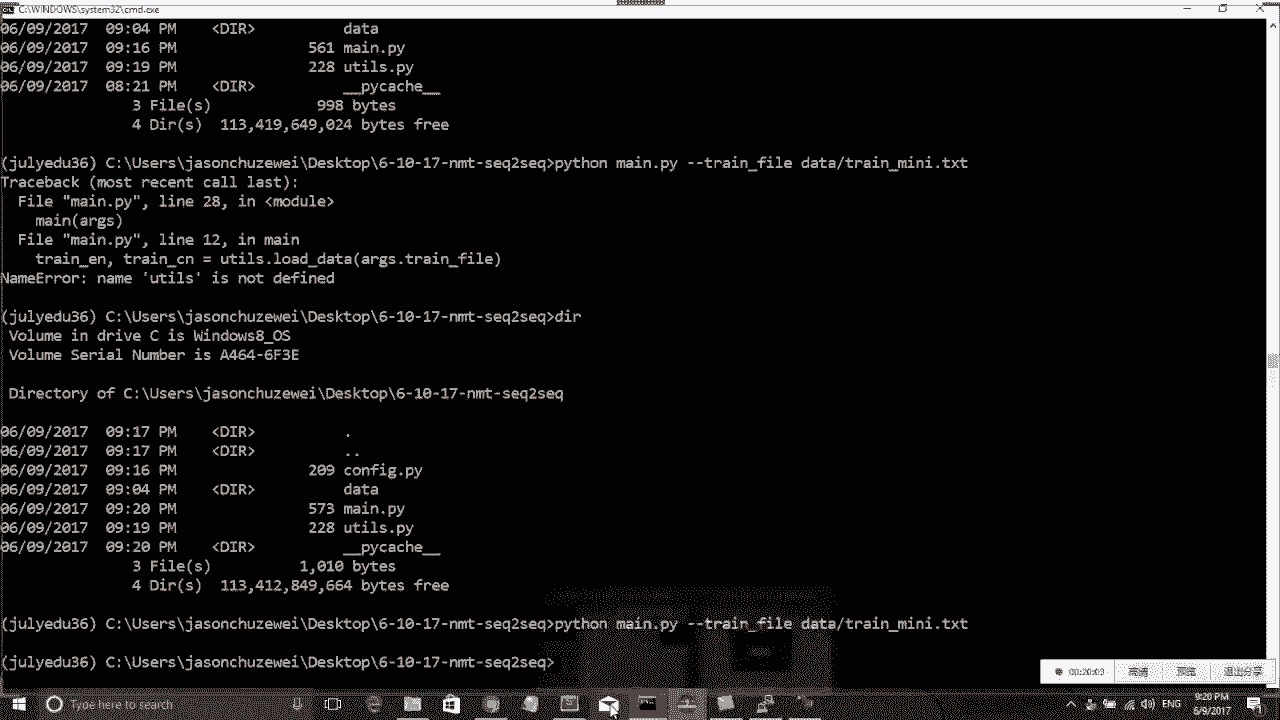 C:\WINDOWS\system32\cmd.exe
06/09/2017  09:04 PM    <DIR>          data
06/09/2017  09:16 PM               561 main.py
06/09/2017  09:19 PM               228 utils.py
06/09/2017  08:21 PM    <DIR>          __pycache__
3 File(s)            998 bytes
4 Dir(s)  113,419,649,024 bytes free
(julyedu36) C:\Users\jasonchuzewei\Desktop\6-10-17-nmt-seq2seq>python main.py --train_file data/train_mini.txt
Traceback (most recent call last):
File "main.py", line 28, in <module>
main(args)
File "main.py", line 12, in main
train_en, train_cn = utils.load_data(args.train_file)
NameError: name 'utils' is not defined
(julyedu36) C:\Users\jasonchuzewei\Desktop\6-10-17-nmt-seq2seq>dir
Volume in drive C is Windows8_OS
Volume Serial Number is A464-6F3E
Directory of C:\Users\jasonchuzewei\Desktop\6-10-17-nmt-seq2seq
06/09/2017  09:17 PM    <DIR>          .
06/09/2017  09:17 PM    <DIR>          ..
06/09/2017  09:16 PM               209 config.py
06/09/2017  09:04 PM    <DIR>          data
06/09/2017  09:20 PM               573 main.py
06/09/2017  09:19 PM               228 utils.py
06/09/2017  09:20 PM    <DIR>          __pycache__
3 File(s)          1,010 bytes
4 Dir(s)  113,412,849,664 bytes free
(julyedu36) C:\Users\jasonchuzewei\Desktop\6-10-17-nmt-seq2seq>python main.py --train_file data/train_mini.txt
(julyedu36) C:\Users\jasonchuzewei\Desktop\6-10-17-nmt-seq2seq>
00:20:03
Type here to search
ENG
9:20 PM
6/9/2017